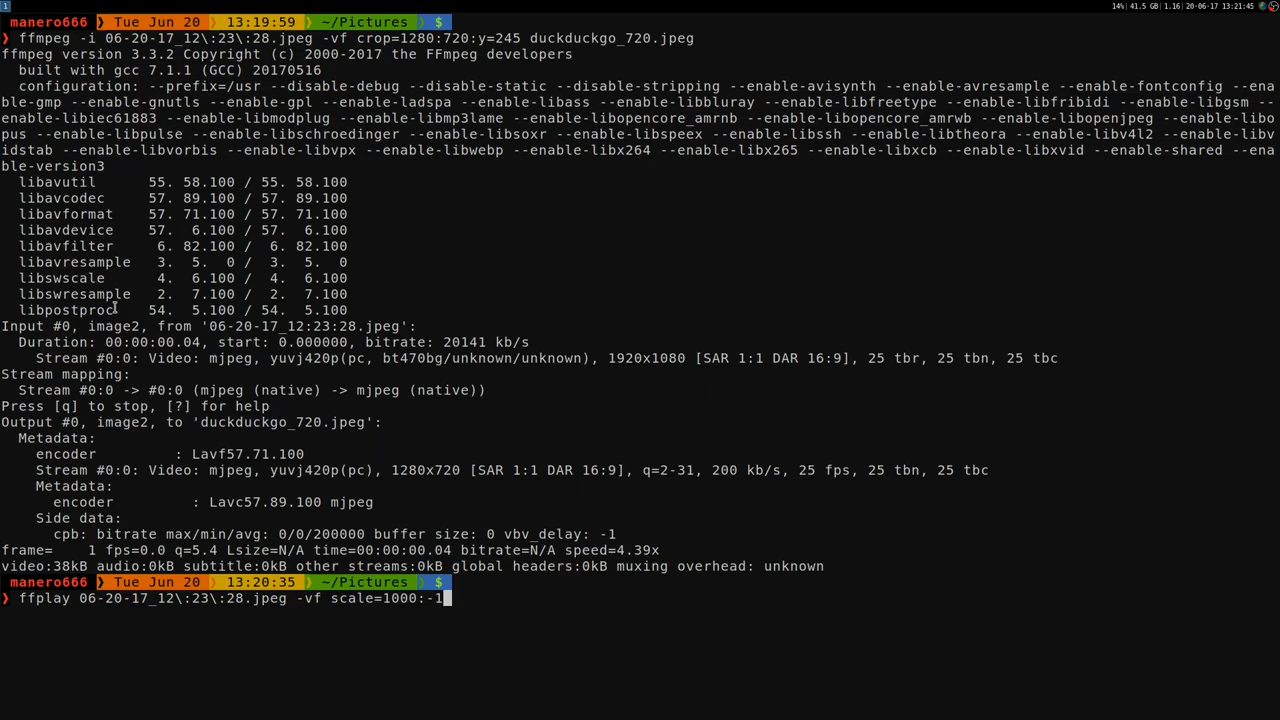 1 14%| 41.5 GB| 1.16| 20-06-17 13:21:45
manero666 ❯ Tue Jun 20 ❯ 13:19:59 ❯ ~/Pictures ❯ $
❯ ffmpeg -i 06-20-17_12\:23\:28.jpeg -vf crop=1280:720:y=245 duckduckgo_720.jpeg
ffmpeg version 3.3.2 Copyright (c) 2000-2017 the FFmpeg developers
  built with gcc 7.1.1 (GCC) 20170516
  configuration: --prefix=/usr --disable-debug --disable-static --disable-stripping --enable-avisynth --enable-avresample --enable-fontconfig --ena
ble-gmp --enable-gnutls --enable-gpl --enable-ladspa --enable-libass --enable-libbluray --enable-libfreetype --enable-libfribidi --enable-libgsm --
enable-libiec61883 --enable-libmodplug --enable-libmp3lame --enable-libopencore_amrnb --enable-libopencore_amrwb --enable-libopenjpeg --enable-libo
pus --enable-libpulse --enable-libschroedinger --enable-libsoxr --enable-libspeex --enable-libssh --enable-libtheora --enable-libv4l2 --enable-libv
idstab --enable-libvorbis --enable-libvpx --enable-libwebp --enable-libx264 --enable-libx265 --enable-libxcb --enable-libxvid --enable-shared --ena
ble-version3
  libavutil      55. 58.100 / 55. 58.100
  libavcodec     57. 89.100 / 57. 89.100
  libavformat    57. 71.100 / 57. 71.100
  libavdevice    57.  6.100 / 57.  6.100
  libavfilter     6. 82.100 /  6. 82.100
  libavresample   3.  5.  0 /  3.  5.  0
  libswscale      4.  6.100 /  4.  6.100
  libswresample   2.  7.100 /  2.  7.100
  libpostproc    54.  5.100 / 54.  5.100
Input #0, image2, from '06-20-17_12:23:28.jpeg':
  Duration: 00:00:00.04, start: 0.000000, bitrate: 20141 kb/s
    Stream #0:0: Video: mjpeg, yuvj420p(pc, bt470bg/unknown/unknown), 1920x1080 [SAR 1:1 DAR 16:9], 25 tbr, 25 tbn, 25 tbc
Stream mapping:
  Stream #0:0 -> #0:0 (mjpeg (native) -> mjpeg (native))
Press [q] to stop, [?] for help
Output #0, image2, to 'duckduckgo_720.jpeg':
  Metadata:
    encoder         : Lavf57.71.100
    Stream #0:0: Video: mjpeg, yuvj420p(pc), 1280x720 [SAR 1:1 DAR 16:9], q=2-31, 200 kb/s, 25 fps, 25 tbn, 25 tbc
    Metadata:
      encoder         : Lavc57.89.100 mjpeg
    Side data:
      cpb: bitrate max/min/avg: 0/0/200000 buffer size: 0 vbv_delay: -1
frame=    1 fps=0.0 q=5.4 Lsize=N/A time=00:00:00.04 bitrate=N/A speed=4.39x
video:38kB audio:0kB subtitle:0kB other streams:0kB global headers:0kB muxing overhead: unknown
manero666 ❯ Tue Jun 20 ❯ 13:20:35 ❯ ~/Pictures ❯ $
❯ ffplay 06-20-17_12\:23\:28.jpeg -vf scale=1000:-1